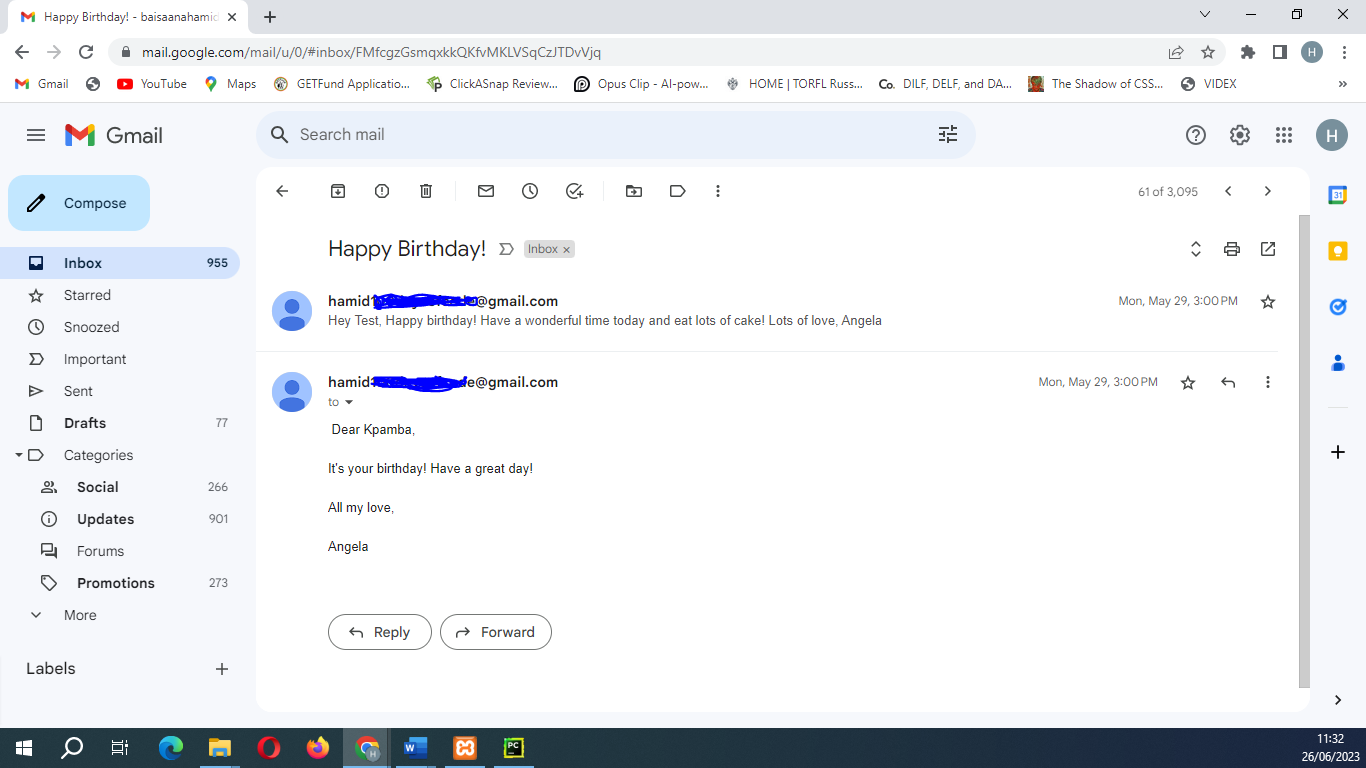 Happy Birthday! - baisaanahamid
mail.google.com/mail/u/0/#inbox/FMfcgzGsmqxkkQKfvMKLVSqCzJTDvVjq
H
Gmail YouTube Maps GETFund Applicatio... ClickASnap Review... Opus Clip - AI-pow... HOME | TORFL Russ... Co. DILF, DELF, and DA... The Shadow of CSS... VIDEX »
Gmail
Search mail
H
Compose
61 of 3,095
31
Inbox 955
Starred
Snoozed
Important
Sent
Drafts 77
Categories
Social 266
Updates 901
Forums
Promotions 273
More
Labels
Happy Birthday! Inbox ×
hamid @gmail.com Mon, May 29, 3:00 PM
Hey Test, Happy birthday! Have a wonderful time today and eat lots of cake! Lots of love, Angela
hamid e@gmail.com Mon, May 29, 3:00 PM
to
Dear Kpamba,
It's your birthday! Have a great day!
All my love,
Angela
Reply Forward
H W PC
11:32
26/06/2023